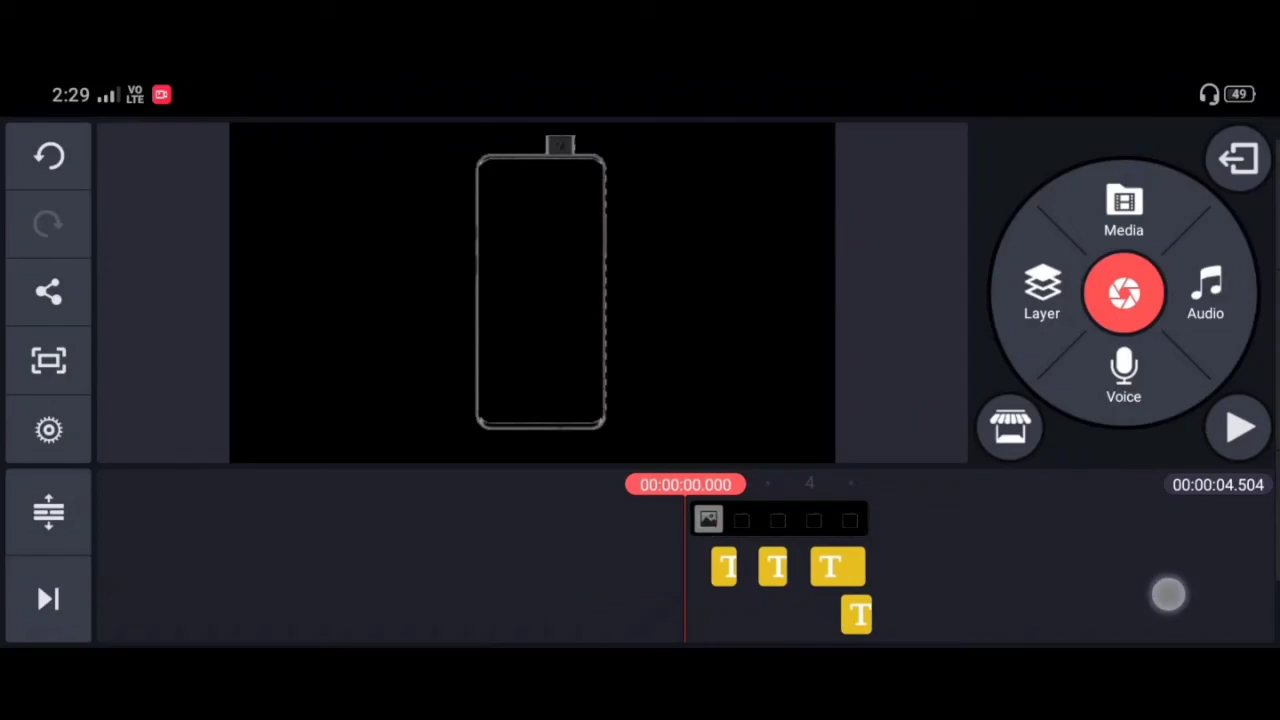 2:29 VO LTE 49
Media
Layer
Audio
Voice
00:00:00.000 4 00:00:04.504
T T T
T